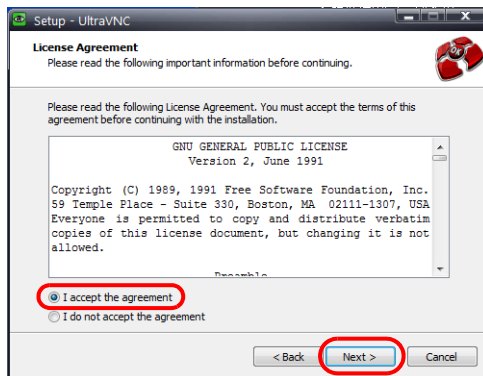 Setup - UltraVNC
License Agreement
Please read the following important information before continuing.
OK
Please read the following License Agreement. You must accept the terms of this
agreement before continuing with the installation.
GNU GENERAL PUBLIC LICENSE
Version 2, June 1991
Copyright (C) 1989, 1991 Free Software Foundation, Inc.
59 Temple Place - Suite 330, Boston, MA 02111-1307, USA
Everyone is permitted to copy and distribute verbatim
copies of this license document, but changing it is not
allowed.
Preamble
I accept the agreement
I do not accept the agreement
< Back
Next >
Cancel